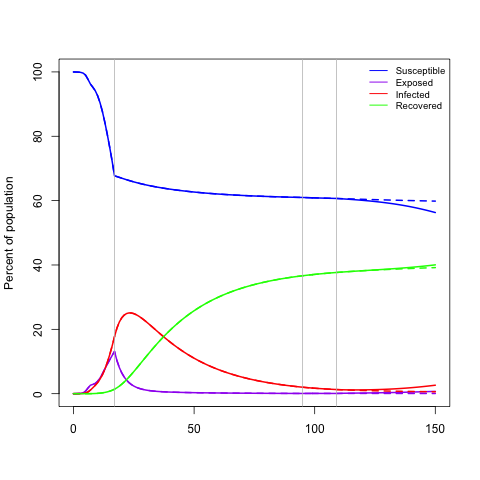 Percent of population
100
80
60
40
20
0
0 50 100 150
Susceptible
Exposed
Infected
Recovered